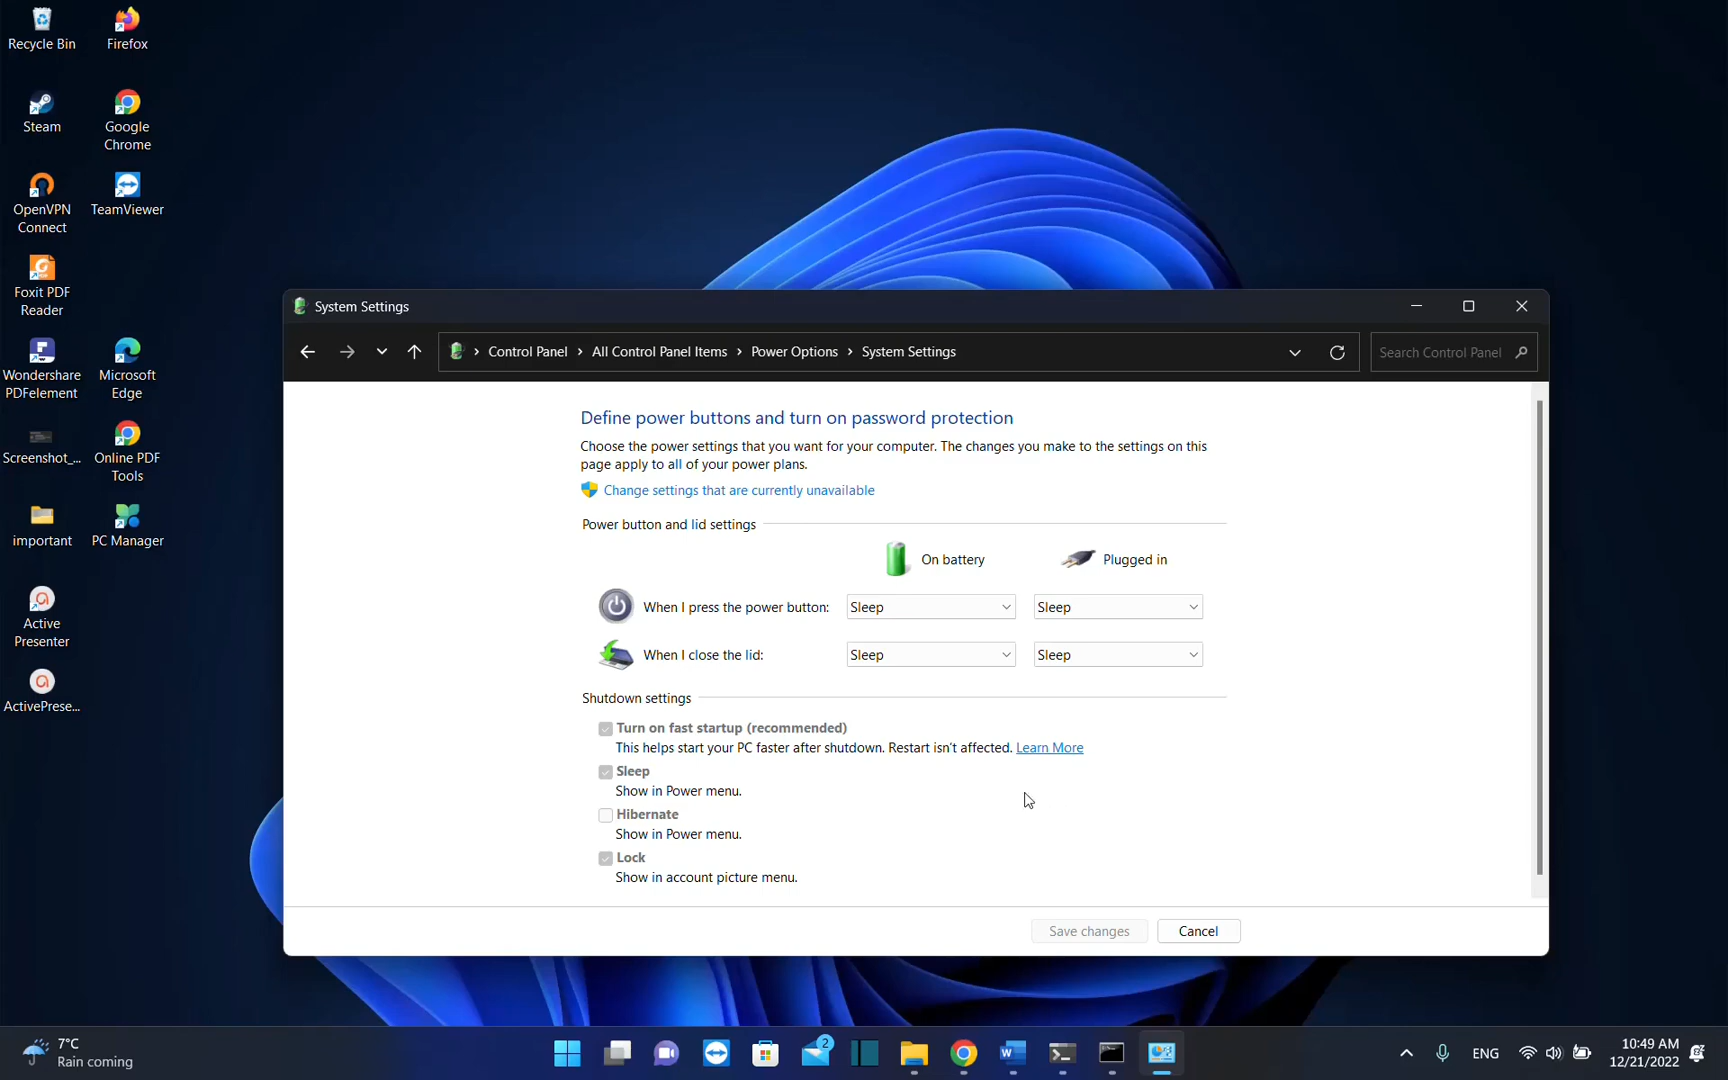 Recycle Bin
Firefox
Steam
Google
Chrome
OpenVPN
Connect
TeamViewer
Foxit PDF
Reader
Wondershare
PDFelement
Microsoft
Edge
Screenshot_...
Online PDF
Tools
important
PC Manager
Active
Presenter
ActivePrese...
System Settings
Control Panel › All Control Panel Items › Power Options › System Settings
Search Control Panel
Define power buttons and turn on password protection
Choose the power settings that you want for your computer. The changes you make to the settings on this
page apply to all of your power plans.
Change settings that are currently unavailable
Power button and lid settings
On battery
Plugged in
When I press the power button:
Sleep
Sleep
When I close the lid:
Sleep
Sleep
Shutdown settings
Turn on fast startup (recommended)
This helps start your PC faster after shutdown. Restart isn't affected. Learn More
Sleep
Show in Power menu.
Hibernate
Show in Power menu.
Lock
Show in account picture menu.
Save changes
Cancel
7°C
Rain coming
2
ENG
10:49 AM
12/21/2022